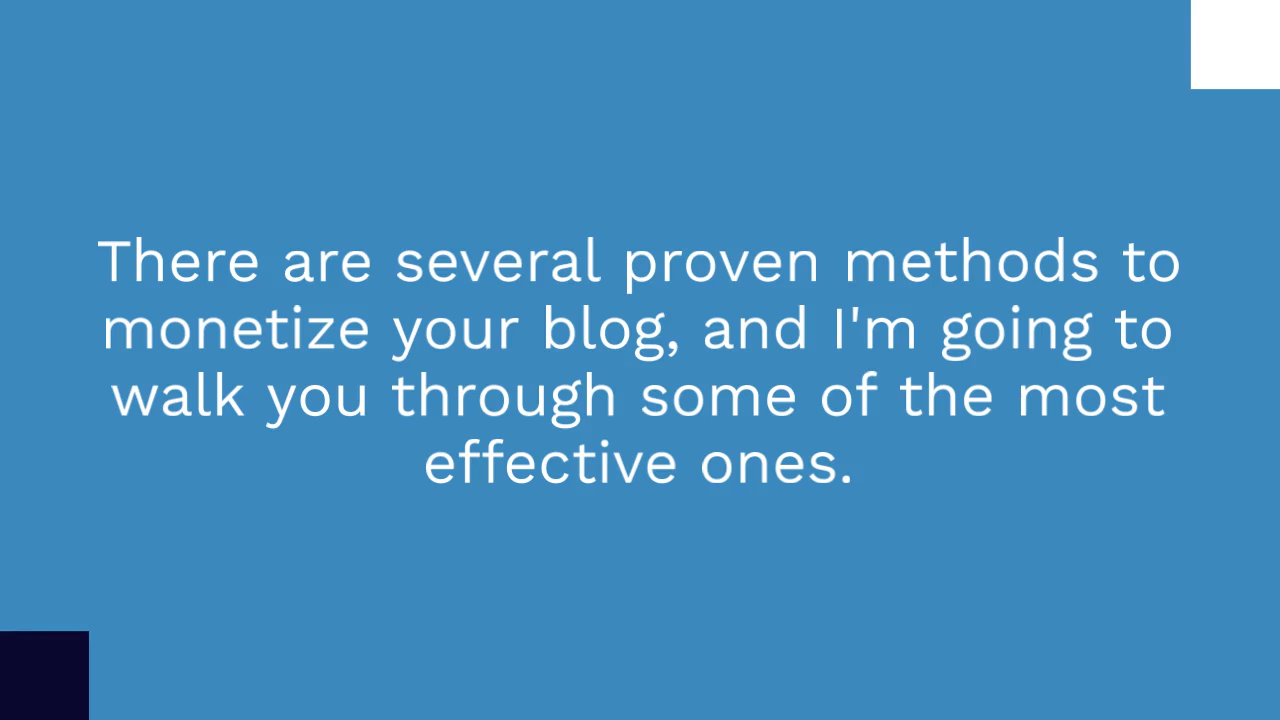 There are several proven methods to
monetize your blog, and I'm going to
walk you through some of the most
effective ones.